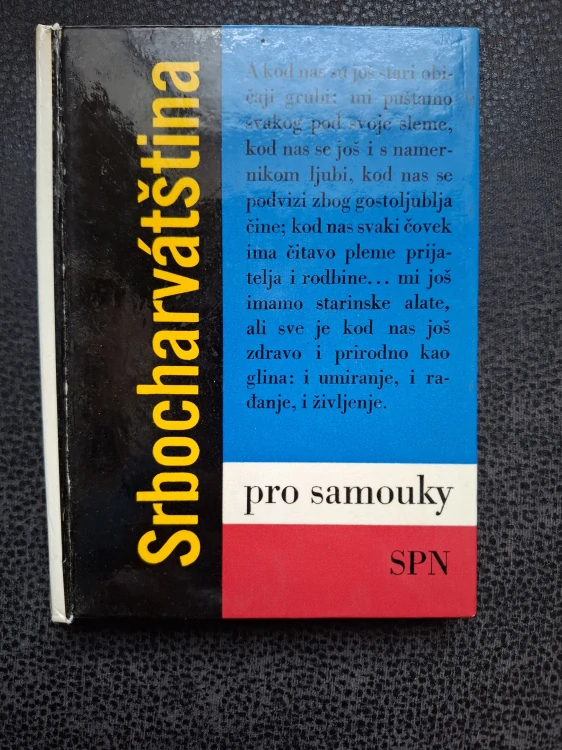 Srbocharvátština
A kod nas su još stari obi-
čaji grubi: mi puštamo
svakog pod svoje sleme,
kod nas se još i s namer-
nikom ljubi, kod nas se
podvizi zbog gostoljublja
čine; kod nas svaki čovek
ima čitavo pleme prija-
telja i rodbine... mi još
imamo starinske alate,
ali sve je kod nas još
zdravo i prirodno kao
glina: i umiranje, i ra-
đanje, i življenje.
pro samouky
SPN